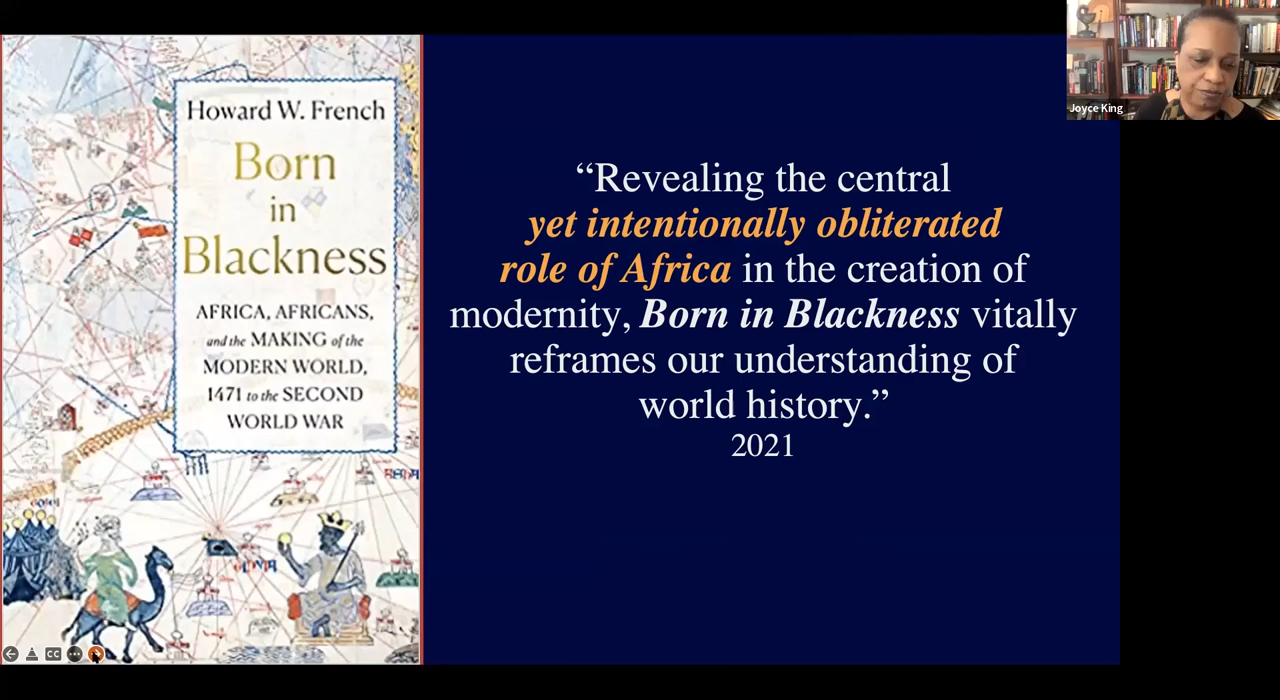 Howard W. French
Born
in
Blackness
AFRICA, AFRICANS,
and the MAKING of the
MODERN WORLD,
1471 to the SECOND
WORLD WAR
“Revealing the central
yet intentionally obliterated
role of Africa in the creation of
modernity, Born in Blackness vitally
reframes our understanding of
world history.”
2021
Joyce King
CC